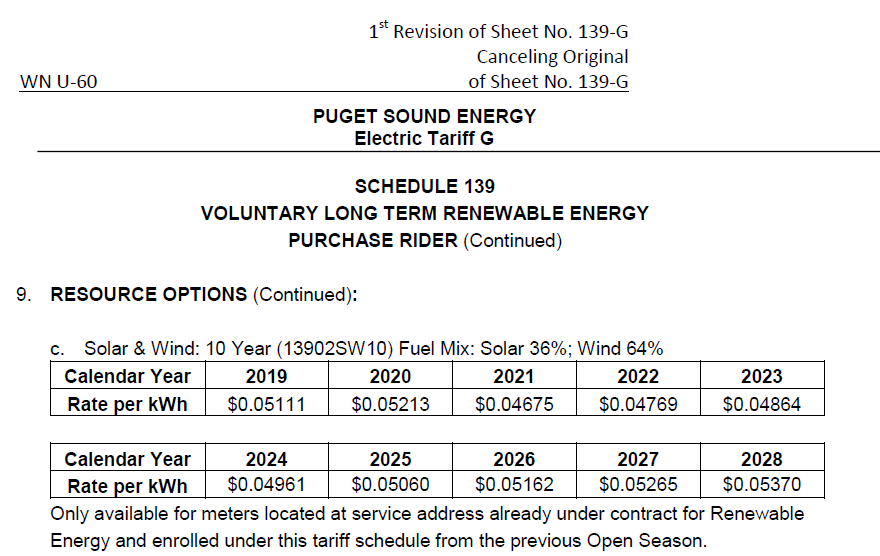 1st Revision of Sheet No. 139-G
Canceling Original
WN U-60 of Sheet No. 139-G
PUGET SOUND ENERGY
Electric Tariff G
SCHEDULE 139
VOLUNTARY LONG TERM RENEWABLE ENERGY
PURCHASE RIDER (Continued)
9. RESOURCE OPTIONS (Continued):
c. Solar & Wind: 10 Year (13902SW10) Fuel Mix: Solar 36%; Wind 64%
Calendar Year 2019 2020 2021 2022 2023
Rate per kWh $0.05111 $0.05213 $0.04675 $0.04769 $0.04864
Calendar Year 2024 2025 2026 2027 2028
Rate per kWh $0.04961 $0.05060 $0.05162 $0.05265 $0.05370
Only available for meters located at service address already under contract for Renewable
Energy and enrolled under this tariff schedule from the previous Open Season.